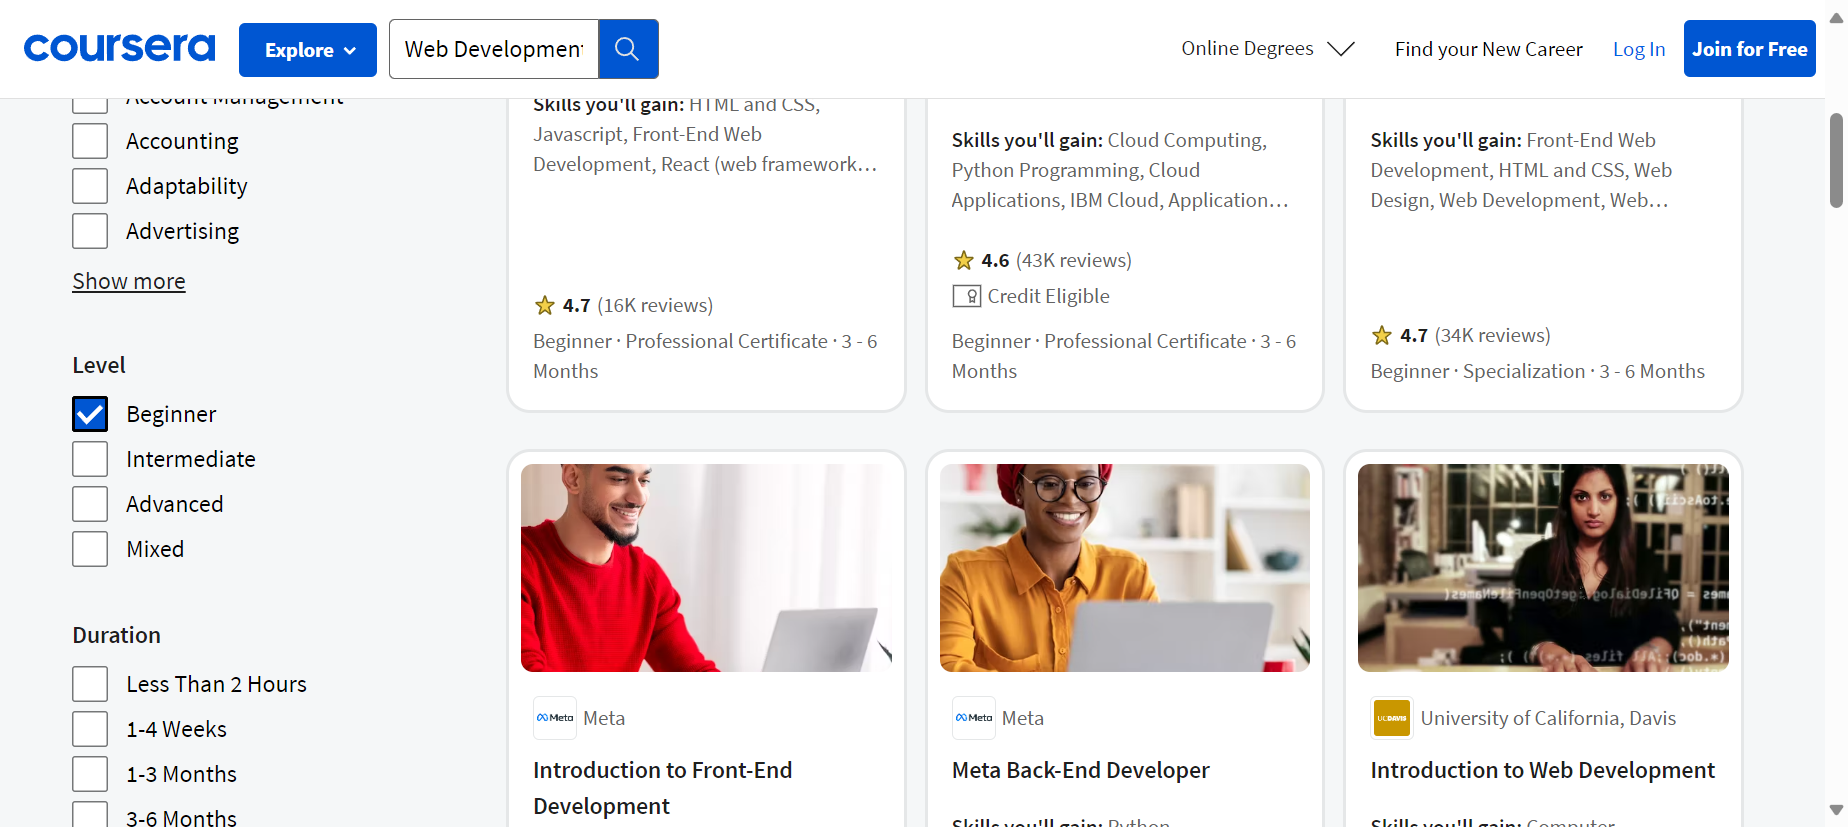 coursera
Explore
Web Development
Online Degrees
Find your New Career
Log In
Join for Free
Account Management
Accounting
Adaptability
Advertising
Show more
Level
Beginner
Intermediate
Advanced
Mixed
Duration
Less Than 2 Hours
1-4 Weeks
1-3 Months
3-6 Months
Skills you'll gain: HTML and CSS,
Javascript, Front-End Web
Development, React (web framework...
4.7 (16K reviews)
Beginner · Professional Certificate · 3 - 6
Months
Skills you'll gain: Cloud Computing,
Python Programming, Cloud
Applications, IBM Cloud, Application...
4.6 (43K reviews)
Credit Eligible
Beginner · Professional Certificate · 3 - 6
Months
Skills you'll gain: Front-End Web
Development, HTML and CSS, Web
Design, Web Development, Web...
4.7 (34K reviews)
Beginner · Specialization · 3 - 6 Months
Meta Meta
Introduction to Front-End
Development
Meta Meta
Meta Back-End Developer
Skills you'll gain: Python
UCDAVIS University of California, Davis
Introduction to Web Development
Skills you'll gain: Computer